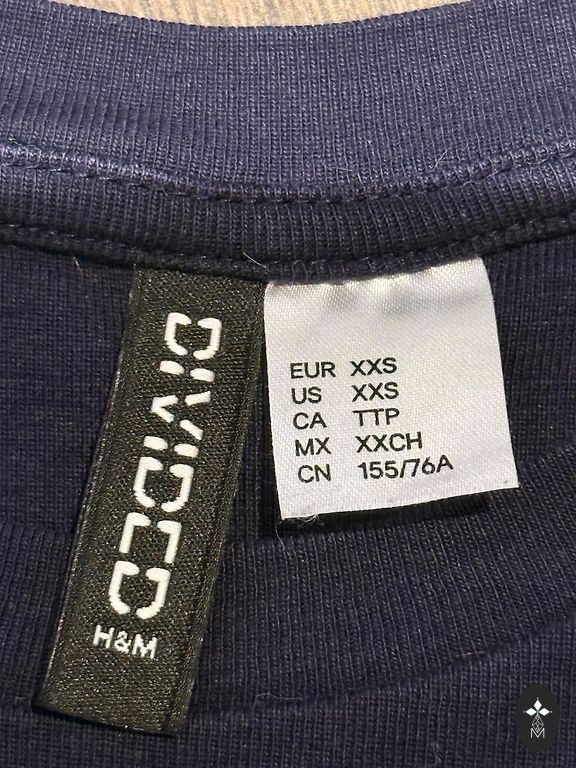 DIVIDED
H&M
EUR XXS
US XXS
CA TTP
MX XXCH
CN 155/76A
M